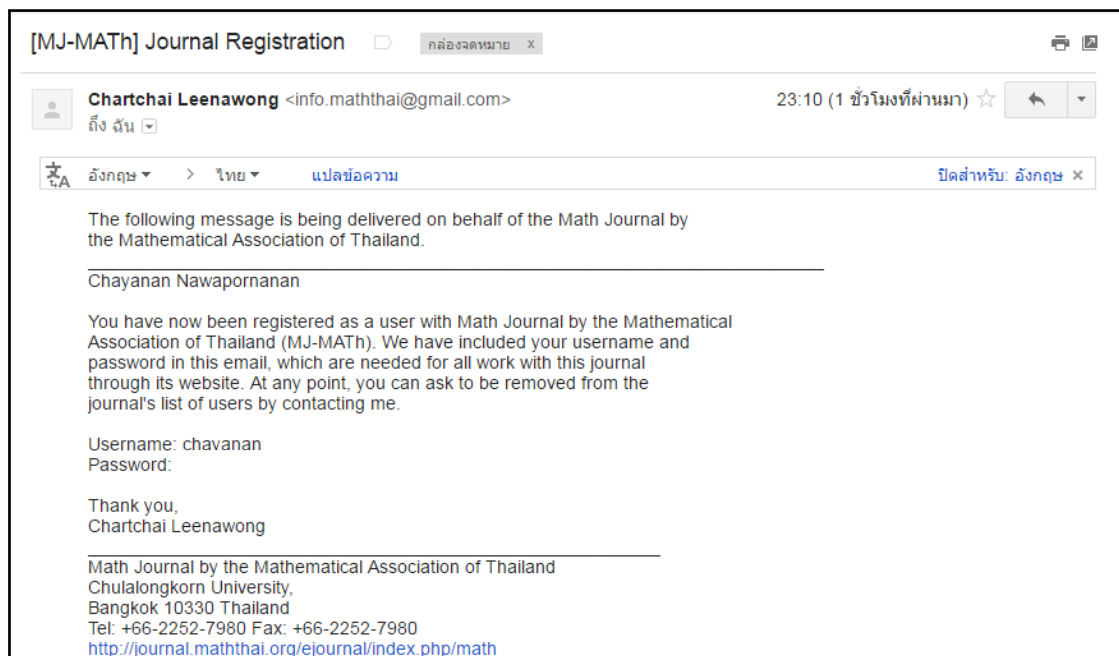 [MJ-MATh] Journal Registration กล่องจดหมาย x
Chartchai Leenawong <info.maththai@gmail.com> 23:10 (1 ชั่วโมงที่ผ่านมา)
ถึง ฉัน
อังกฤษ > ไทย แปลข้อความ ปิดสำหรับ: อังกฤษ x
The following message is being delivered on behalf of the Math Journal by
the Mathematical Association of Thailand.
Chayanan Nawapornanan
You have now been registered as a user with Math Journal by the Mathematical
Association of Thailand (MJ-MATh). We have included your username and
password in this email, which are needed for all work with this journal
through its website. At any point, you can ask to be removed from the
journal's list of users by contacting me.
Username: chavanan
Password:
Thank you,
Chartchai Leenawong
Math Journal by the Mathematical Association of Thailand
Chulalongkorn University,
Bangkok 10330 Thailand
Tel: +66-2252-7980 Fax: +66-2252-7980
http://journal.maththai.org/ejournal/index.php/math